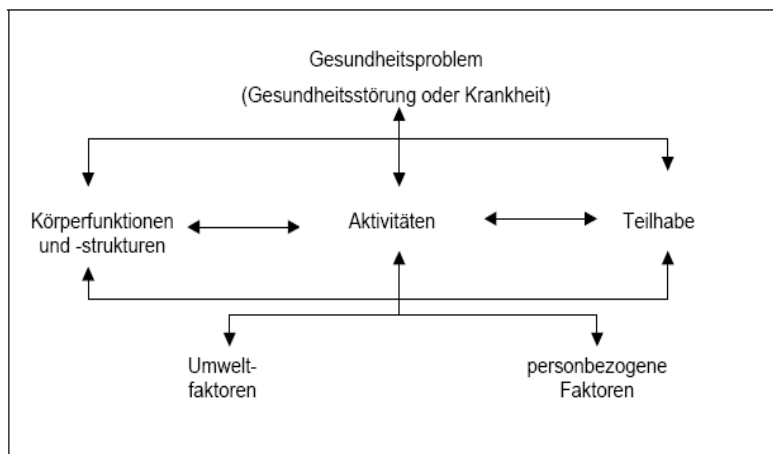 Gesundheitsproblem
(Gesundheitsstörung oder Krankheit)
Körperfunktionen
und -strukturen
Aktivitäten
Teilhabe
Umwelt-
faktoren
personbezogene
Faktoren